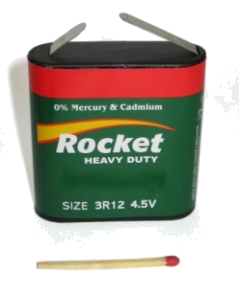 0% Mercury & Cadmium
Rocket
HEAVY DUTY
SIZE 3R12 4.5V